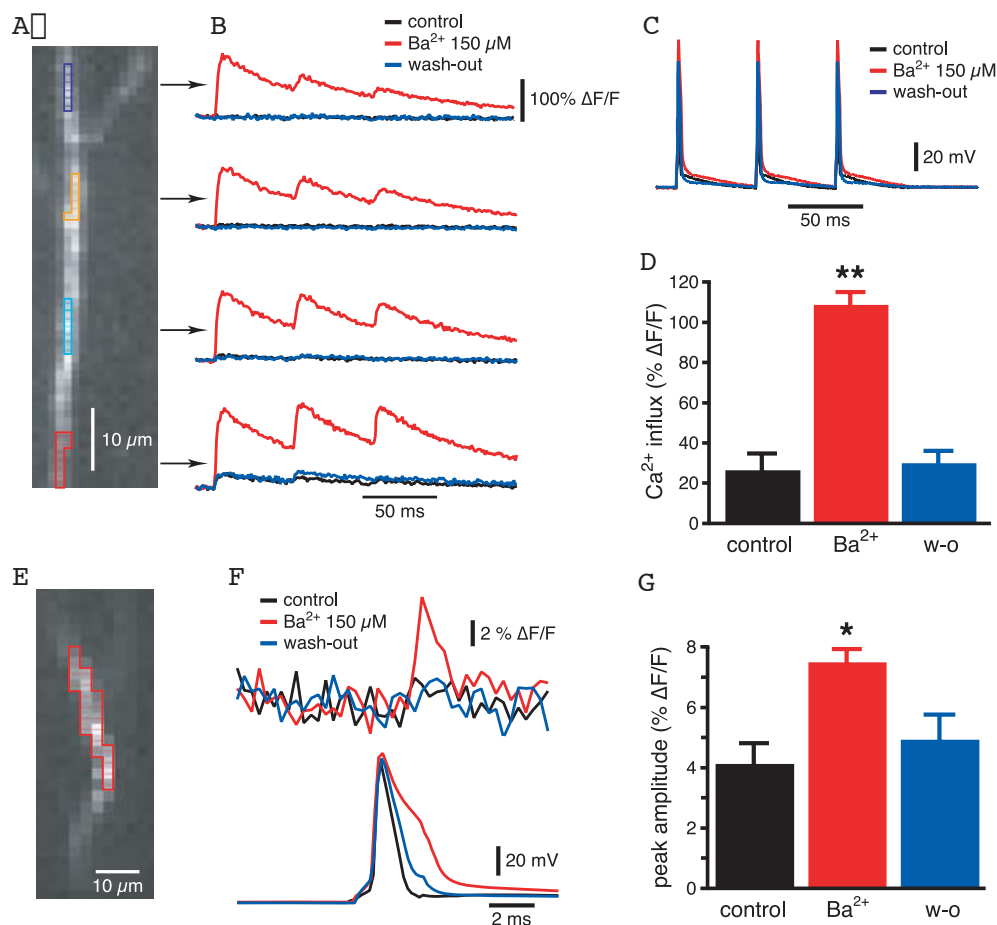 A□
B
control
Ba²⁺ 150 µM
wash-out
100% ΔF/F
10 µm
50 ms
C
control
Ba²⁺ 150 µM
wash-out
20 mV
50 ms
D
Ca²⁺ influx (% ΔF/F)
120
100
80
60
40
20
0
**
control
Ba²⁺
w-o
E
10 µm
F
control
Ba²⁺ 150 µM
wash-out
2 % ΔF/F
20 mV
2 ms
G
peak amplitude (% ΔF/F)
8
6
4
2
0
*
control
Ba²⁺
w-o